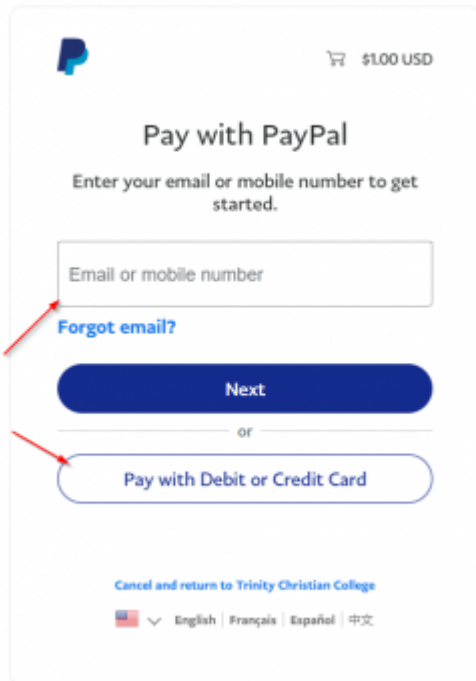 $1.00 USD
Pay with PayPal
Enter your email or mobile number to get
started.
Email or mobile number
Forgot email?
Next
or
Pay with Debit or Credit Card
Cancel and return to Trinity Christian College
English Français Español 中文